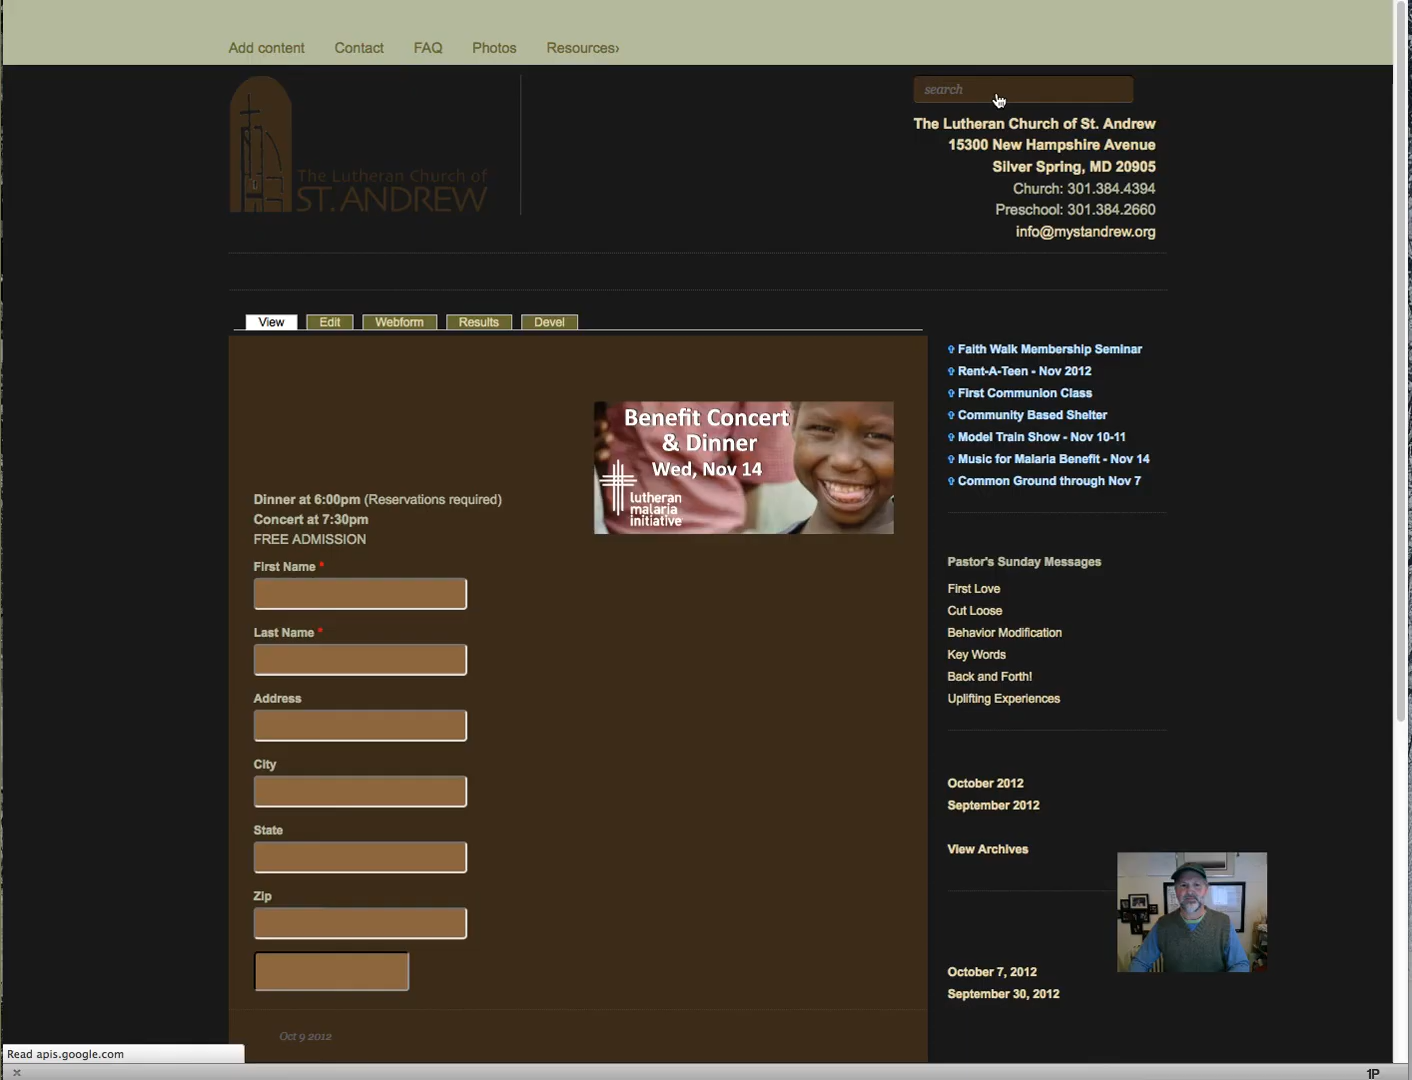 Add content
Contact
FAQ
Photos
Resources›
search
The Lutheran Church of St. Andrew
15300 New Hampshire Avenue
Silver Spring, MD 20905
Church: 301.384.4394
Preschool: 301.384.2660
info@mystandrew.org
The Lutheran Church of
ST. ANDREW
View
Edit
Webform
Results
Devel
Benefit Concert
& Dinner
Wed, Nov 14
lutheran
malaria
initiative
Dinner at 6:00pm (Reservations required)
Concert at 7:30pm
FREE ADMISSION
First Name *
Last Name *
Address
City
State
Zip
Oct 9 2012
Faith Walk Membership Seminar
Rent-A-Teen - Nov 2012
First Communion Class
Community Based Shelter
Model Train Show - Nov 10-11
Music for Malaria Benefit - Nov 14
Common Ground through Nov 7
Pastor's Sunday Messages
First Love
Cut Loose
Behavior Modification
Key Words
Back and Forth!
Uplifting Experiences
October 2012
September 2012
View Archives
October 7, 2012
September 30, 2012
Read apis.google.com
1P